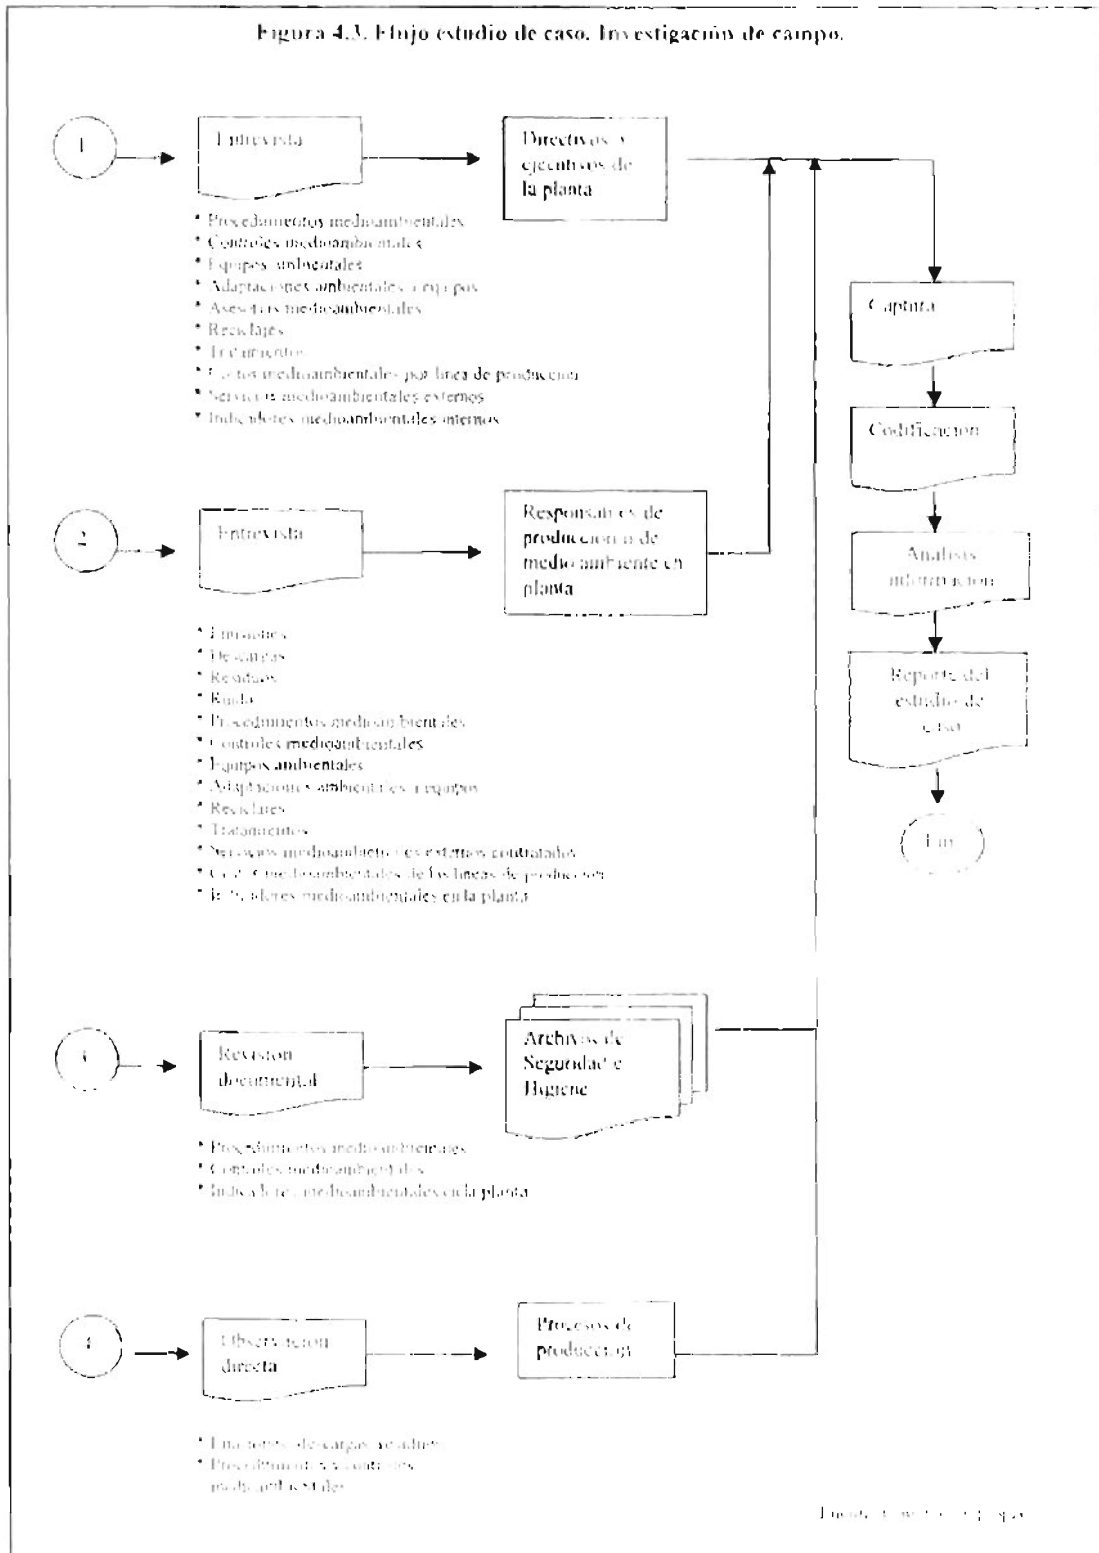 Figura 4.3. Flujo estudio de caso. Investigación de campo.
1
Entrevista
Directivos y
ejecutivos de
la planta
* Procedimientos medioambientales
* Controles medioambientales
* Equipos ambientales
* Adaptaciones ambientales a equipos
* Asesorías medioambientales
* Reciclajes
* Tratamientos
* Costos medioambientales por línea de producción
* Servicios medioambientales externos
* Indicadores medioambientales internos
Captura
Codificación
Análisis
información
Reporte del
estudio de
caso
Fin
2
Entrevista
Responsables de
producción o de
medio ambiente en
planta
* Emisiones
* Descargas
* Residuos
* Ruido
* Procedimientos medioambientales
* Controles medioambientales
* Equipos ambientales
* Adaptaciones ambientales a equipos
* Reciclajes
* Tratamientos
* Servicios medioambientales externos contratados
* Costos medioambientales de las líneas de producción
* Indicadores medioambientales en la planta
3
Revisión
documental
Archivos de
Seguridad e
Higiene
* Procedimientos medioambientales
* Controles medioambientales
* Indicadores medioambientales en la planta
4
Observación
directa
Procesos de
producción
* Emisiones, descargas, residuos
* Procedimientos y controles
medioambientales
Fuente: